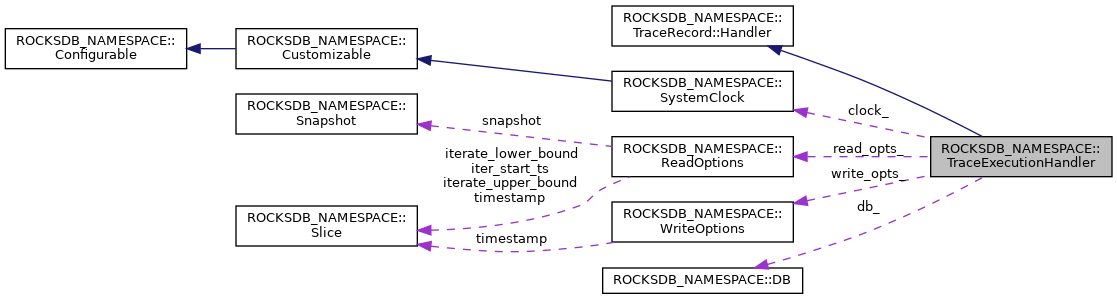 ROCKSDB_NAMESPACE::
Configurable
ROCKSDB_NAMESPACE::
Customizable
ROCKSDB_NAMESPACE::
TraceRecord::Handler
ROCKSDB_NAMESPACE::
SystemClock
ROCKSDB_NAMESPACE::
Snapshot
snapshot
ROCKSDB_NAMESPACE::
ReadOptions
clock_
read_opts_
write_opts_
db_
ROCKSDB_NAMESPACE::
TraceExecutionHandler
iterate_lower_bound
iter_start_ts
iterate_upper_bound
timestamp
ROCKSDB_NAMESPACE::
Slice
timestamp
ROCKSDB_NAMESPACE::
WriteOptions
ROCKSDB_NAMESPACE::DB